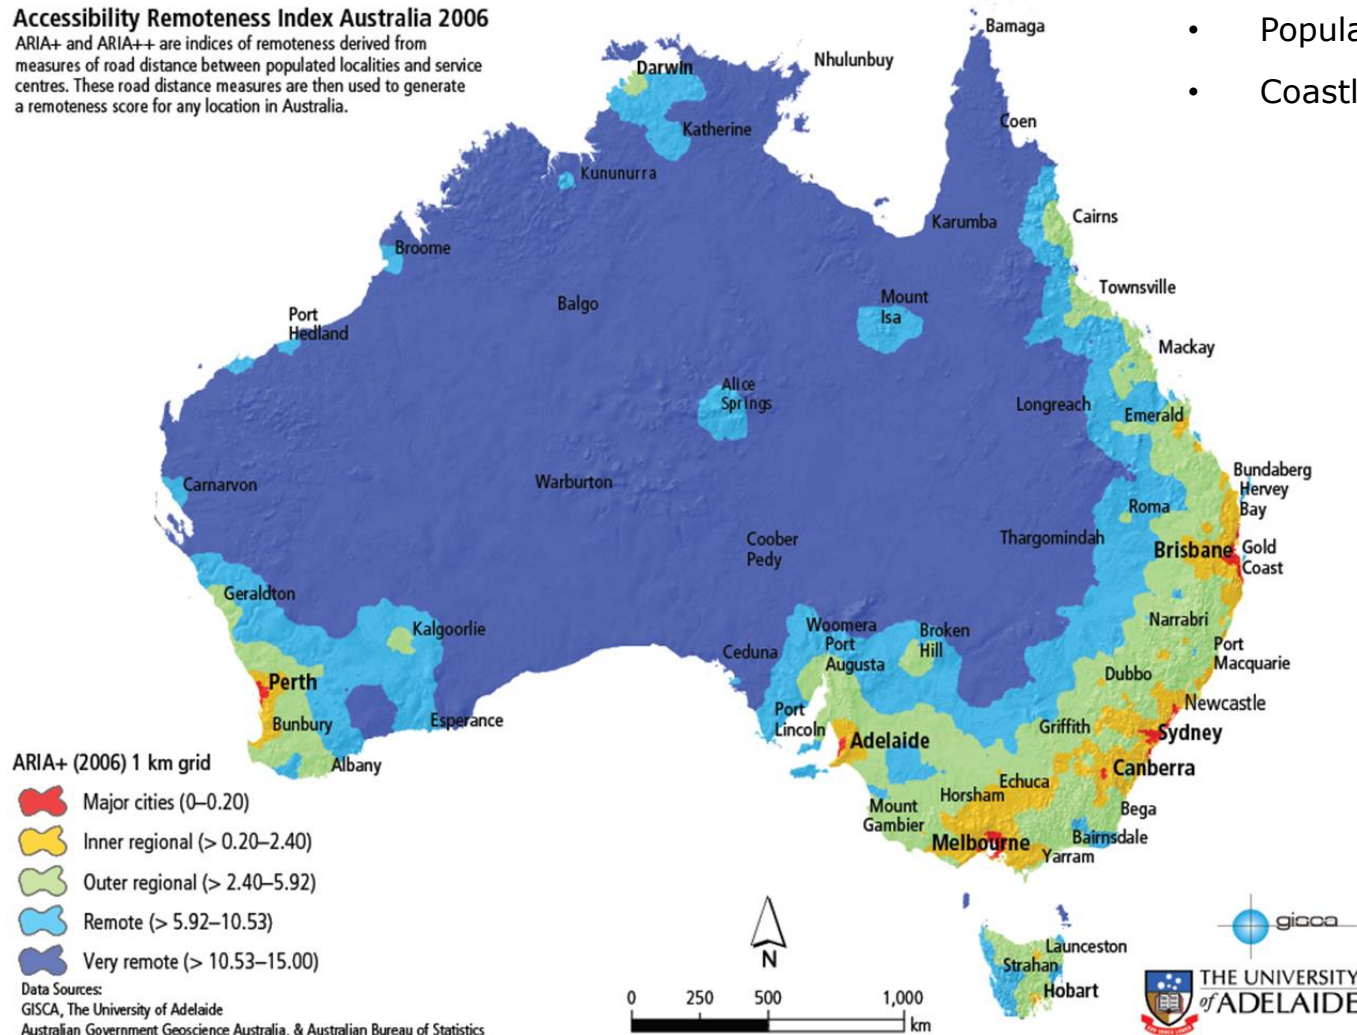 Accessibility Remoteness Index Australia 2006
ARIA+ and ARIA++ are indices of remoteness derived from
measures of road distance between populated localities and service
centres. These road distance measures are then used to generate
a remoteness score for any location in Australia.
• Popula
• Coastl
Bamaga
Nhulunbuy
Darwin
Coen
Katherine
Kununurra
Cairns
Karumba
Broome
Townsville
Balgo
Mount
Isa
Port
Hedland
Mackay
Alice
Springs
Longreach
Emerald
Bundaberg
Hervey
Bay
Carnarvon
Warburton
Roma
Coober
Pedy
Thargomindah
Brisbane
Gold
Coast
Geraldton
Kalgoorlie
Woomera
Port
Augusta
Broken
Hill
Narrabri
Ceduna
Port
Macquarie
Perth
Dubbo
Newcastle
Bunbury
Esperance
Port
Lincoln
Griffith
Sydney
Adelaide
Albany
Canberra
Echuca
Horsham
Mount
Gambier
Bega
Melbourne
Bairnsdale
Yarram
Launceston
Strahan
Hobart
ARIA+ (2006) 1 km grid
Major cities (0–0.20)
Inner regional (> 0.20–2.40)
Outer regional (> 2.40–5.92)
Remote (> 5.92–10.53)
Very remote (> 10.53–15.00)
Data Sources:
GISCA, The University of Adelaide
Australian Government Geoscience Australia, & Australian Bureau of Statistics
N
0 250 500 1,000
km
gisca
THE UNIVERSITY
of ADELAIDE